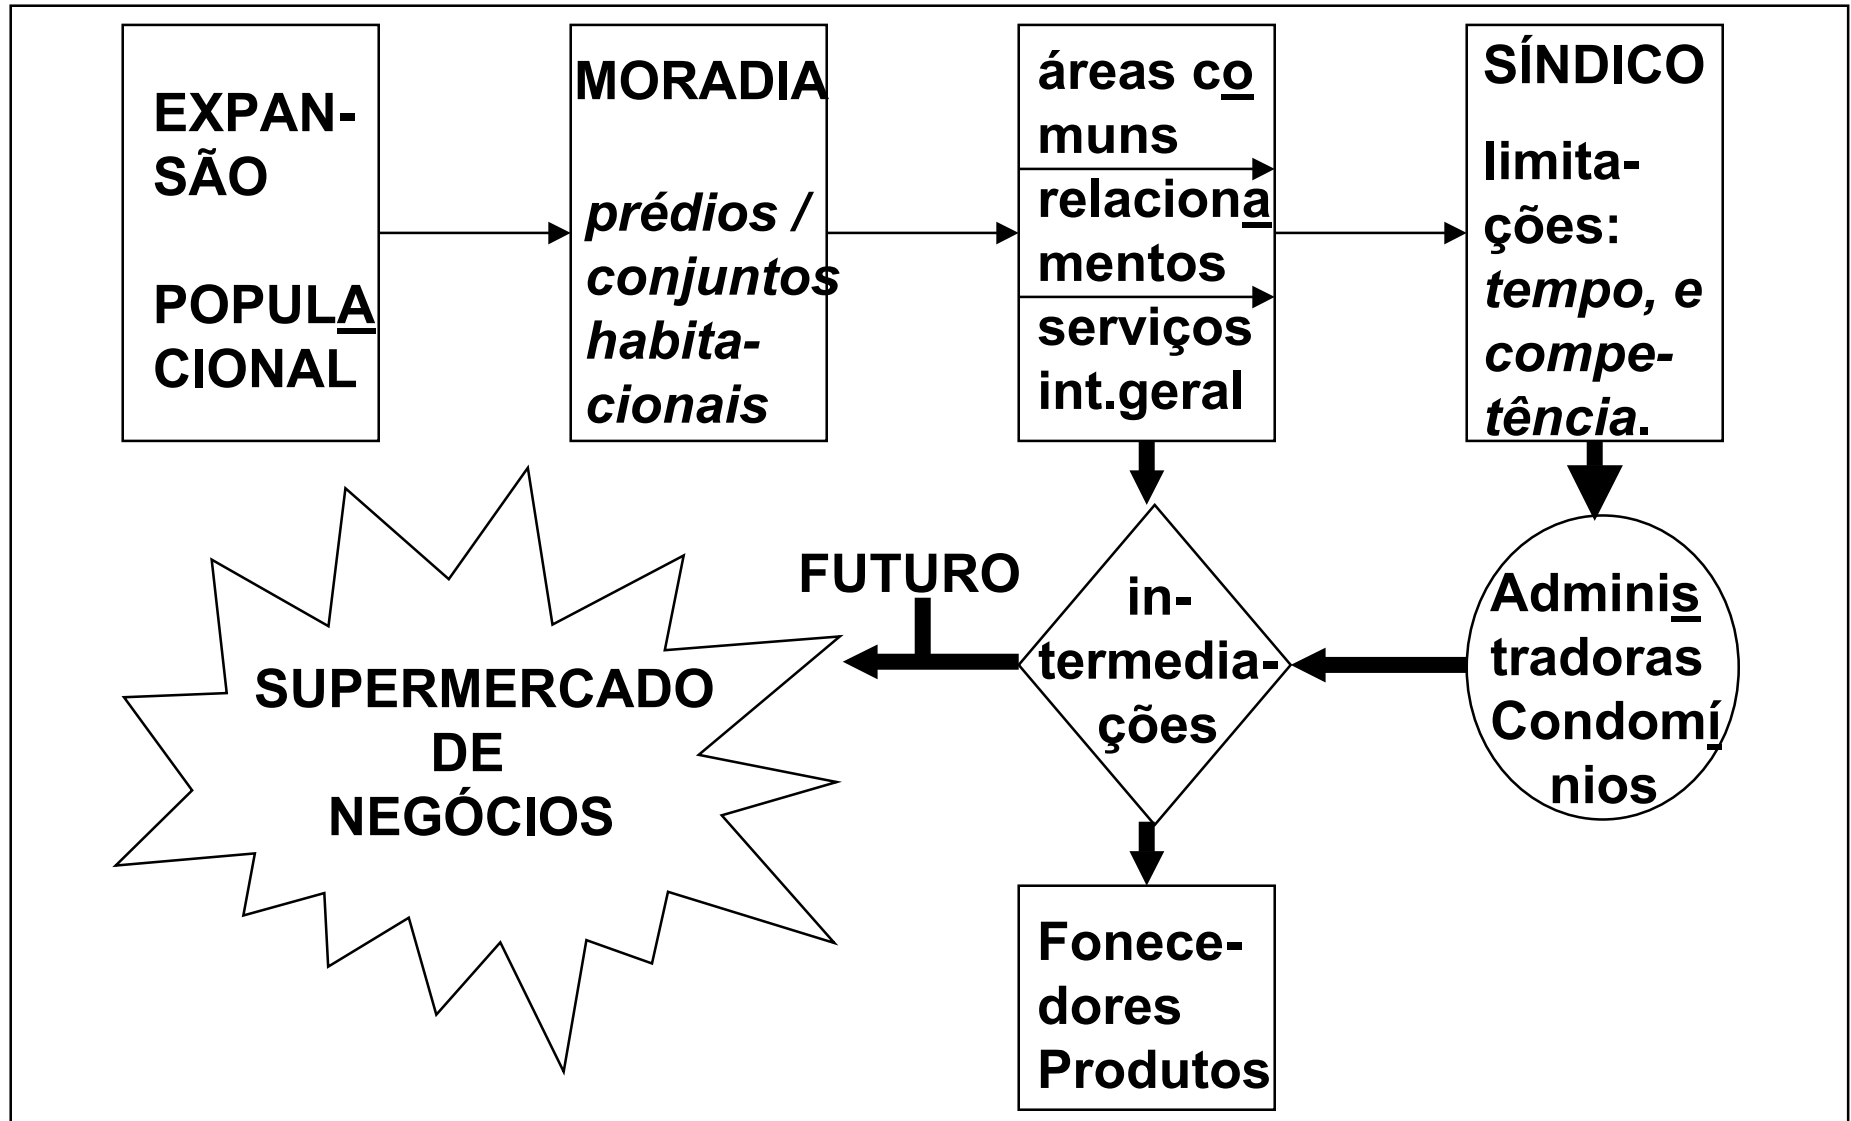 EXPAN-
SÃO
POPULA
CIONAL
MORADIA
prédios /
conjuntos
habita-
cionais
áreas co
muns
relaciona
mentos
serviços
int.geral
SÍNDICO
limita-
ções:
tempo, e
compe-
tência.
Adminis
tradoras
Condomí
nios
in-
termedia-
ções
FUTURO
SUPERMERCADO
DE
NEGÓCIOS
Fonece-
dores
Produtos